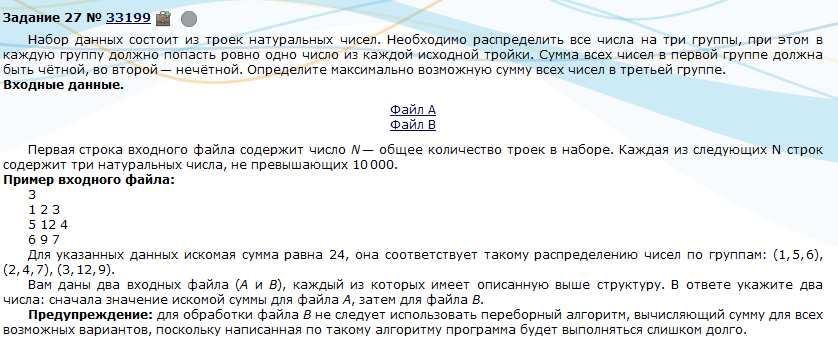 Задание 27 № 33199
Набор данных состоит из троек натуральных чисел. Необходимо распределить все числа на три группы, при этом в
каждую группу должно попасть ровно одно число из каждой исходной тройки. Сумма всех чисел в первой группе должна
быть чётной, во второй — нечётной. Определите максимально возможную сумму всех чисел в третьей группе.
Входные данные.
Файл A
Файл B
Первая строка входного файла содержит число N — общее количество троек в наборе. Каждая из следующих N строк
содержит три натуральных числа, не превышающих 10 000.
Пример входного файла:
3
1 2 3
5 12 4
6 9 7
Для указанных данных искомая сумма равна 24, она соответствует такому распределению чисел по группам: (1, 5, 6),
(2, 4, 7), (3, 12, 9).
Вам даны два входных файла (A и B), каждый из которых имеет описанную выше структуру. В ответе укажите два
числа: сначала значение искомой суммы для файла A, затем для файла B.
Предупреждение: для обработки файла B не следует использовать переборный алгоритм, вычисляющий сумму для всех
возможных вариантов, поскольку написанная по такому алгоритму программа будет выполняться слишком долго.